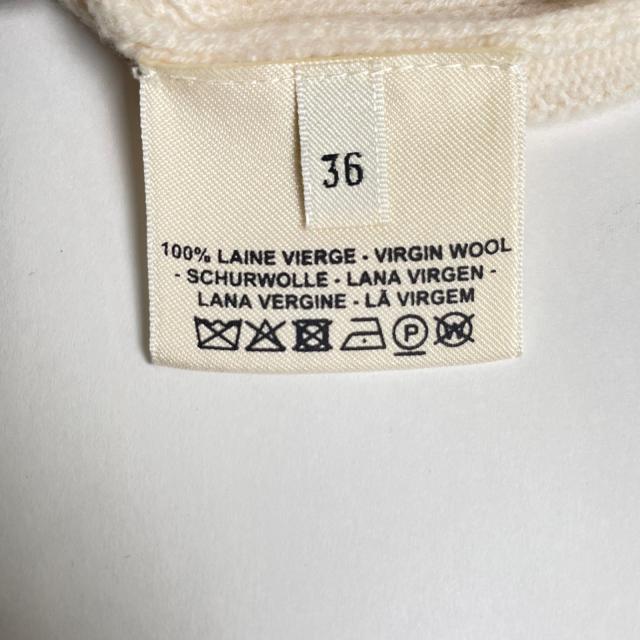 36
100% LAINE VIERGE - VIRGIN WOOL
- SCHURWOLLE - LANA VIRGEN -
LANA VERGINE - LÃ VIRGEM
P W